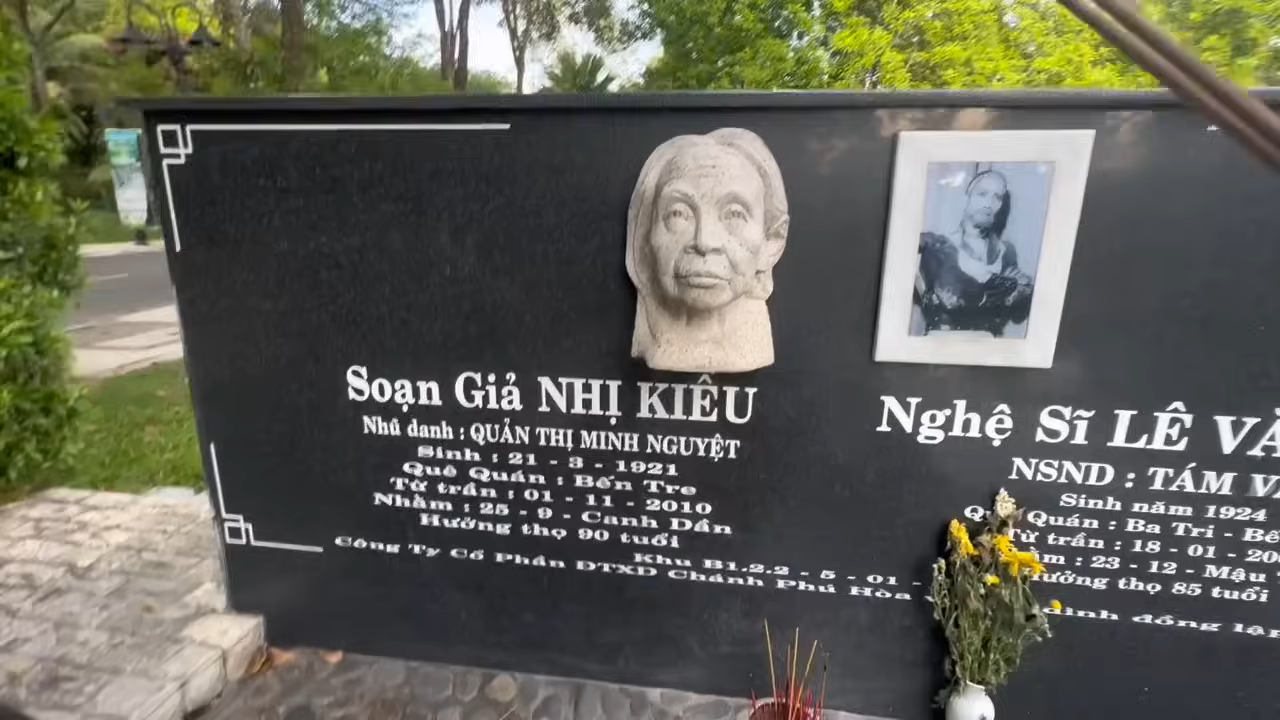 Soạn Giả NHỊ KIỀU
Nhũ danh : QUẢN THỊ MINH NGUYỆT
Sinh : 21 - 3 - 1921
Quê Quán : Bến Tre
Từ trần : 01 - 11 - 2010
Nhằm : 25 - 9 - Canh Dần
Hưởng thọ 90 tuổi
Khu B1.2.2 - 5 - 01 -
Công Ty Cổ Phần ĐTXD Chánh Phú Hòa
Nghệ Sĩ LÊ
NSND : TÁM
Sinh năm 1924
Quán : Ba Tri -
Từ trần : 18 - 01 -
23 - 12 - Mậu
Hưởng thọ 85 tuổi
đồng